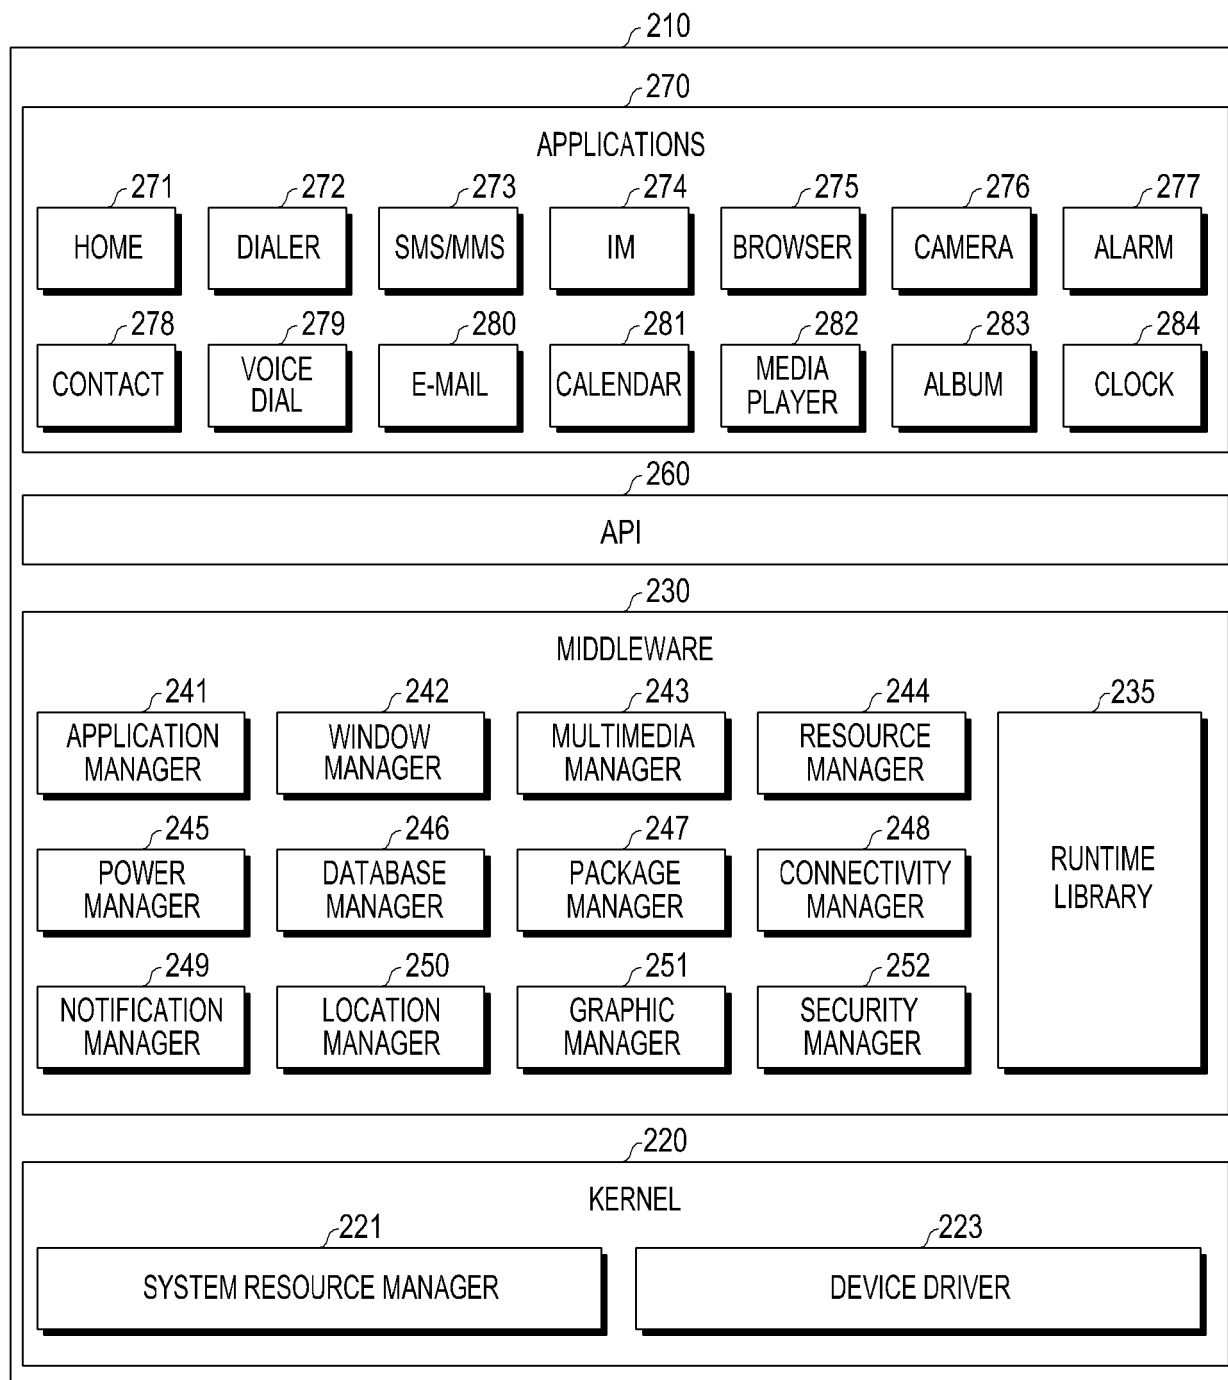 210
270
APPLICATIONS
271 272 273 274 275 276 277
HOME DIALER SMS/MMS IM BROWSER CAMERA ALARM
278 279 280 281 282 283 284
CONTACT VOICE DIAL E-MAIL CALENDAR MEDIA PLAYER ALBUM CLOCK
260
API
230
MIDDLEWARE
241 242 243 244 235
APPLICATION MANAGER WINDOW MANAGER MULTIMEDIA MANAGER RESOURCE MANAGER
245 246 247 248
POWER MANAGER DATABASE MANAGER PACKAGE MANAGER CONNECTIVITY MANAGER RUNTIME LIBRARY
249 250 251 252
NOTIFICATION MANAGER LOCATION MANAGER GRAPHIC MANAGER SECURITY MANAGER
220
KERNEL
221 223
SYSTEM RESOURCE MANAGER DEVICE DRIVER